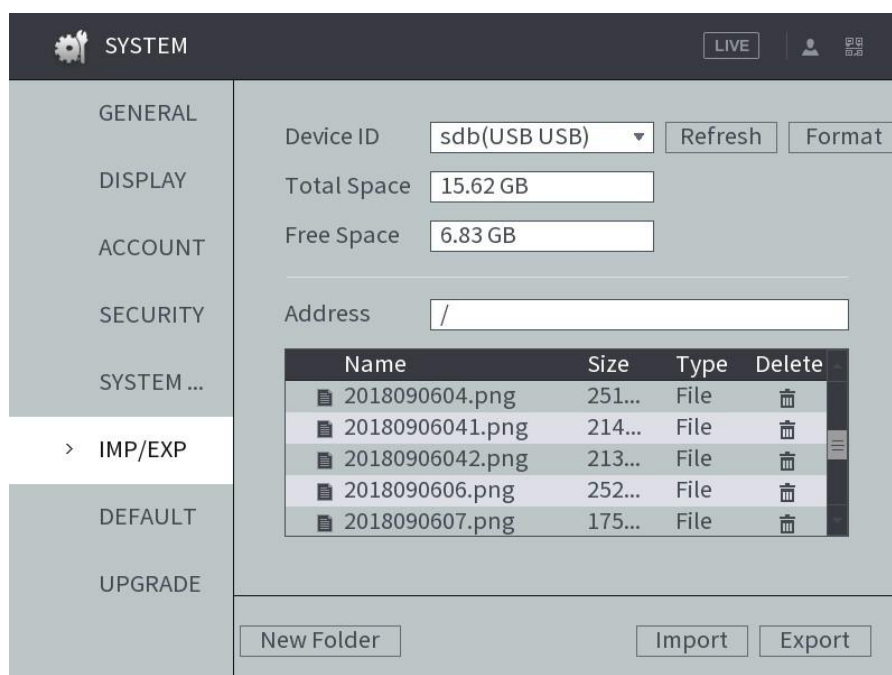 SYSTEM
LIVE
GENERAL
DISPLAY
ACCOUNT
SECURITY
SYSTEM ...
> IMP/EXP
DEFAULT
UPGRADE
Device ID sdb(USB USB) Refresh Format
Total Space 15.62 GB
Free Space 6.83 GB
Address /
Name Size Type Delete
2018090604.png 251... File
20180906041.png 214... File
20180906042.png 213... File
2018090606.png 252... File
2018090607.png 175... File
New Folder Import Export